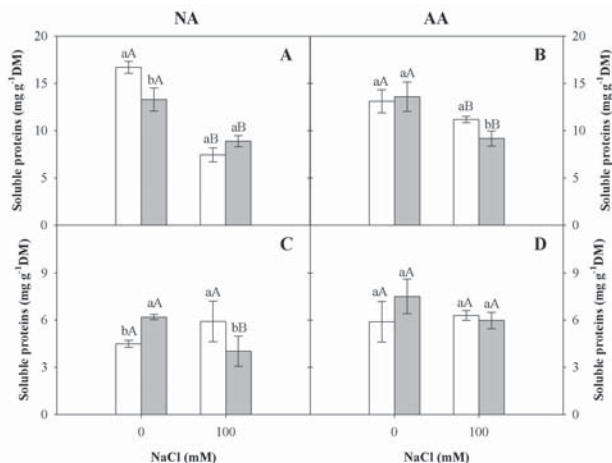 NA AA
Soluble proteins (mg g⁻¹DM)
20
15
10
5
0
aA
bA
aB
aB
A
aA
aA
aB
bB
B
20
15
10
5
0
Soluble proteins (mg g⁻¹DM)
Soluble proteins (mg g⁻¹DM)
9
6
3
0
bA
aA
aA
bB
C
aA
aA
aA
aA
D
9
6
3
0
Soluble proteins (mg g⁻¹DM)
0 100 0 100
NaCl (mM) NaCl (mM)